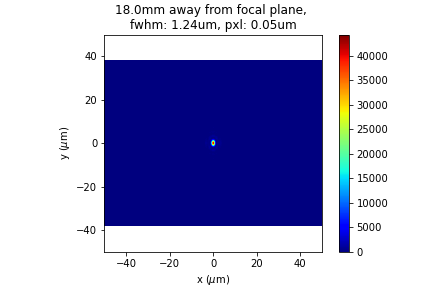 18.0mm away from focal plane,
fwhm: 1.24um, pxl: 0.05um
40
20
0
−20
−40
y (μm)
−40 −20 0 20 40
x (μm)
40000
35000
30000
25000
20000
15000
10000
5000
0